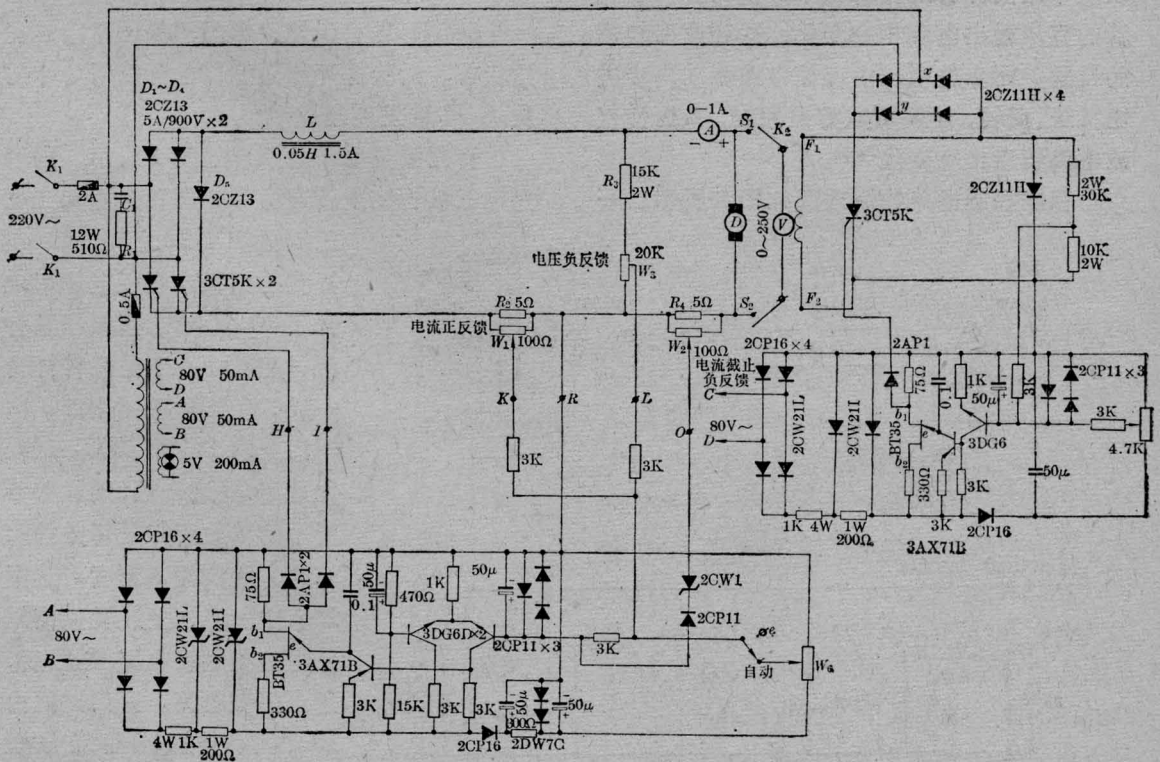 D₁~D₄
2CZ13
5A/900V×2
L
0.05H 1.5A
K₁
2A
C₁
220V~
12W
510Ω
R₁
K₁
D₅
2CZ13
3CT5K×2
0.5A
0—1A
A
- +
S₁
K₂
15K
2W
R₃
20K
W₃
电压负反馈
D
V
0~250V
S₂
F₁
F₂
x
y
2CZ11H×4
3CT5K
2CZ11H
2W
30K
10K
2W
R₂ 5Ω
电流正反馈
W₁
100Ω
R₄ 5Ω
W₂
100Ω
电流截止
负反馈
K
R
L
O
3K
3K
C
80V 50mA
D
A
80V 50mA
B
5V 200mA
H
I
2CP16×4
C
D
80V~
2CW21L
2CW21I
1K 4W
1W
200Ω
2AP1
75Ω
BT35
b₁
e
b₂
330Ω
0.1
1K
50μ
3DG6
3K
3K
3K
3AX71B
2CP16
2CP11×3
3K
4.7K
50μ
2CP16×4
A
80V~
B
2CW21L
2CW21I
4W 1K
1W
200Ω
75Ω
2AP1×2
b₁
e
b₂
BT35
330Ω
0.1
3AX71B
3K
50μ
470Ω
15K
1K
3DG6D×2
3K
3K
50μ
2CP11×3
2CP16
50μ
300Ω
2DW7C
50μ
3K
2CW1
2CP11
自动